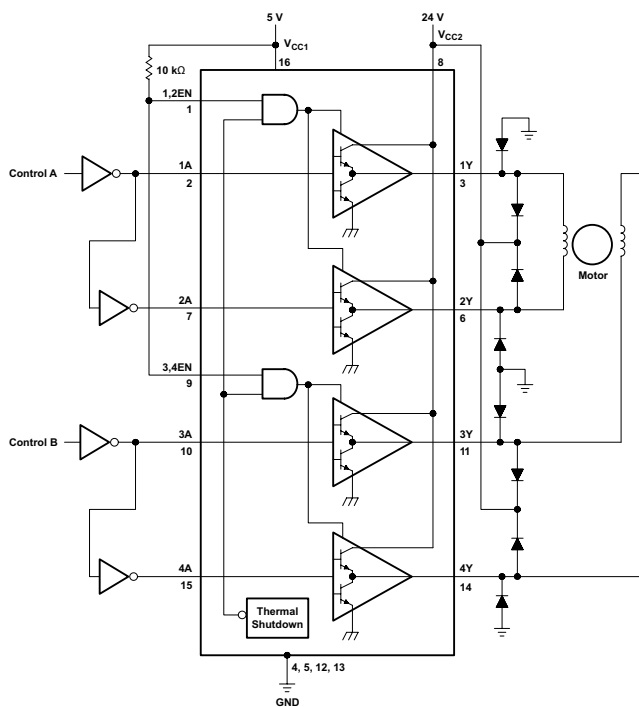 5 V
24 V
VCC1
VCC2
16
8
10 kΩ
1,2EN
1
Control A
1A
2
1Y
3
Motor
2A
7
2Y
6
3,4EN
9
Control B
3A
10
3Y
11
4A
15
4Y
14
Thermal
Shutdown
4, 5, 12, 13
GND